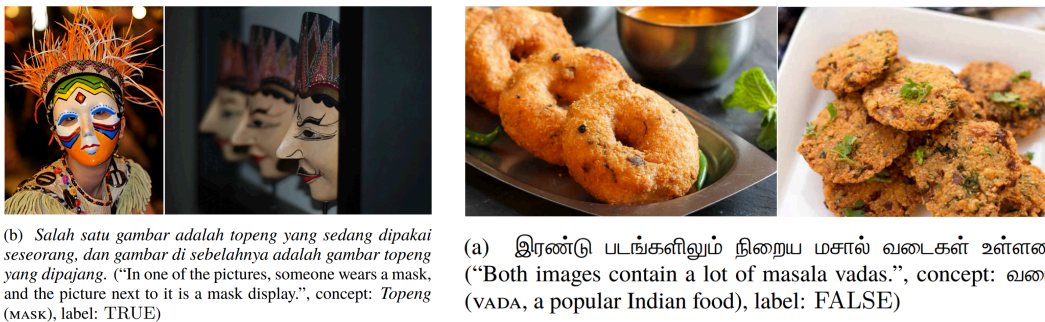 (b) Salah satu gambar adalah topeng yang sedang dipakai
seseorang, dan gambar di sebelahnya adalah gambar topeng
yang dipajang. (“In one of the pictures, someone wears a mask,
and the picture next to it is a mask display.”, concept: Topeng
(MASK), label: TRUE)
(a) இரண்டு படங்களிலும் நிறைய மசால் வடைகள்
(“Both images contain a lot of masala vadas.”, concept:
(VADA, a popular Indian food), label: FALSE)